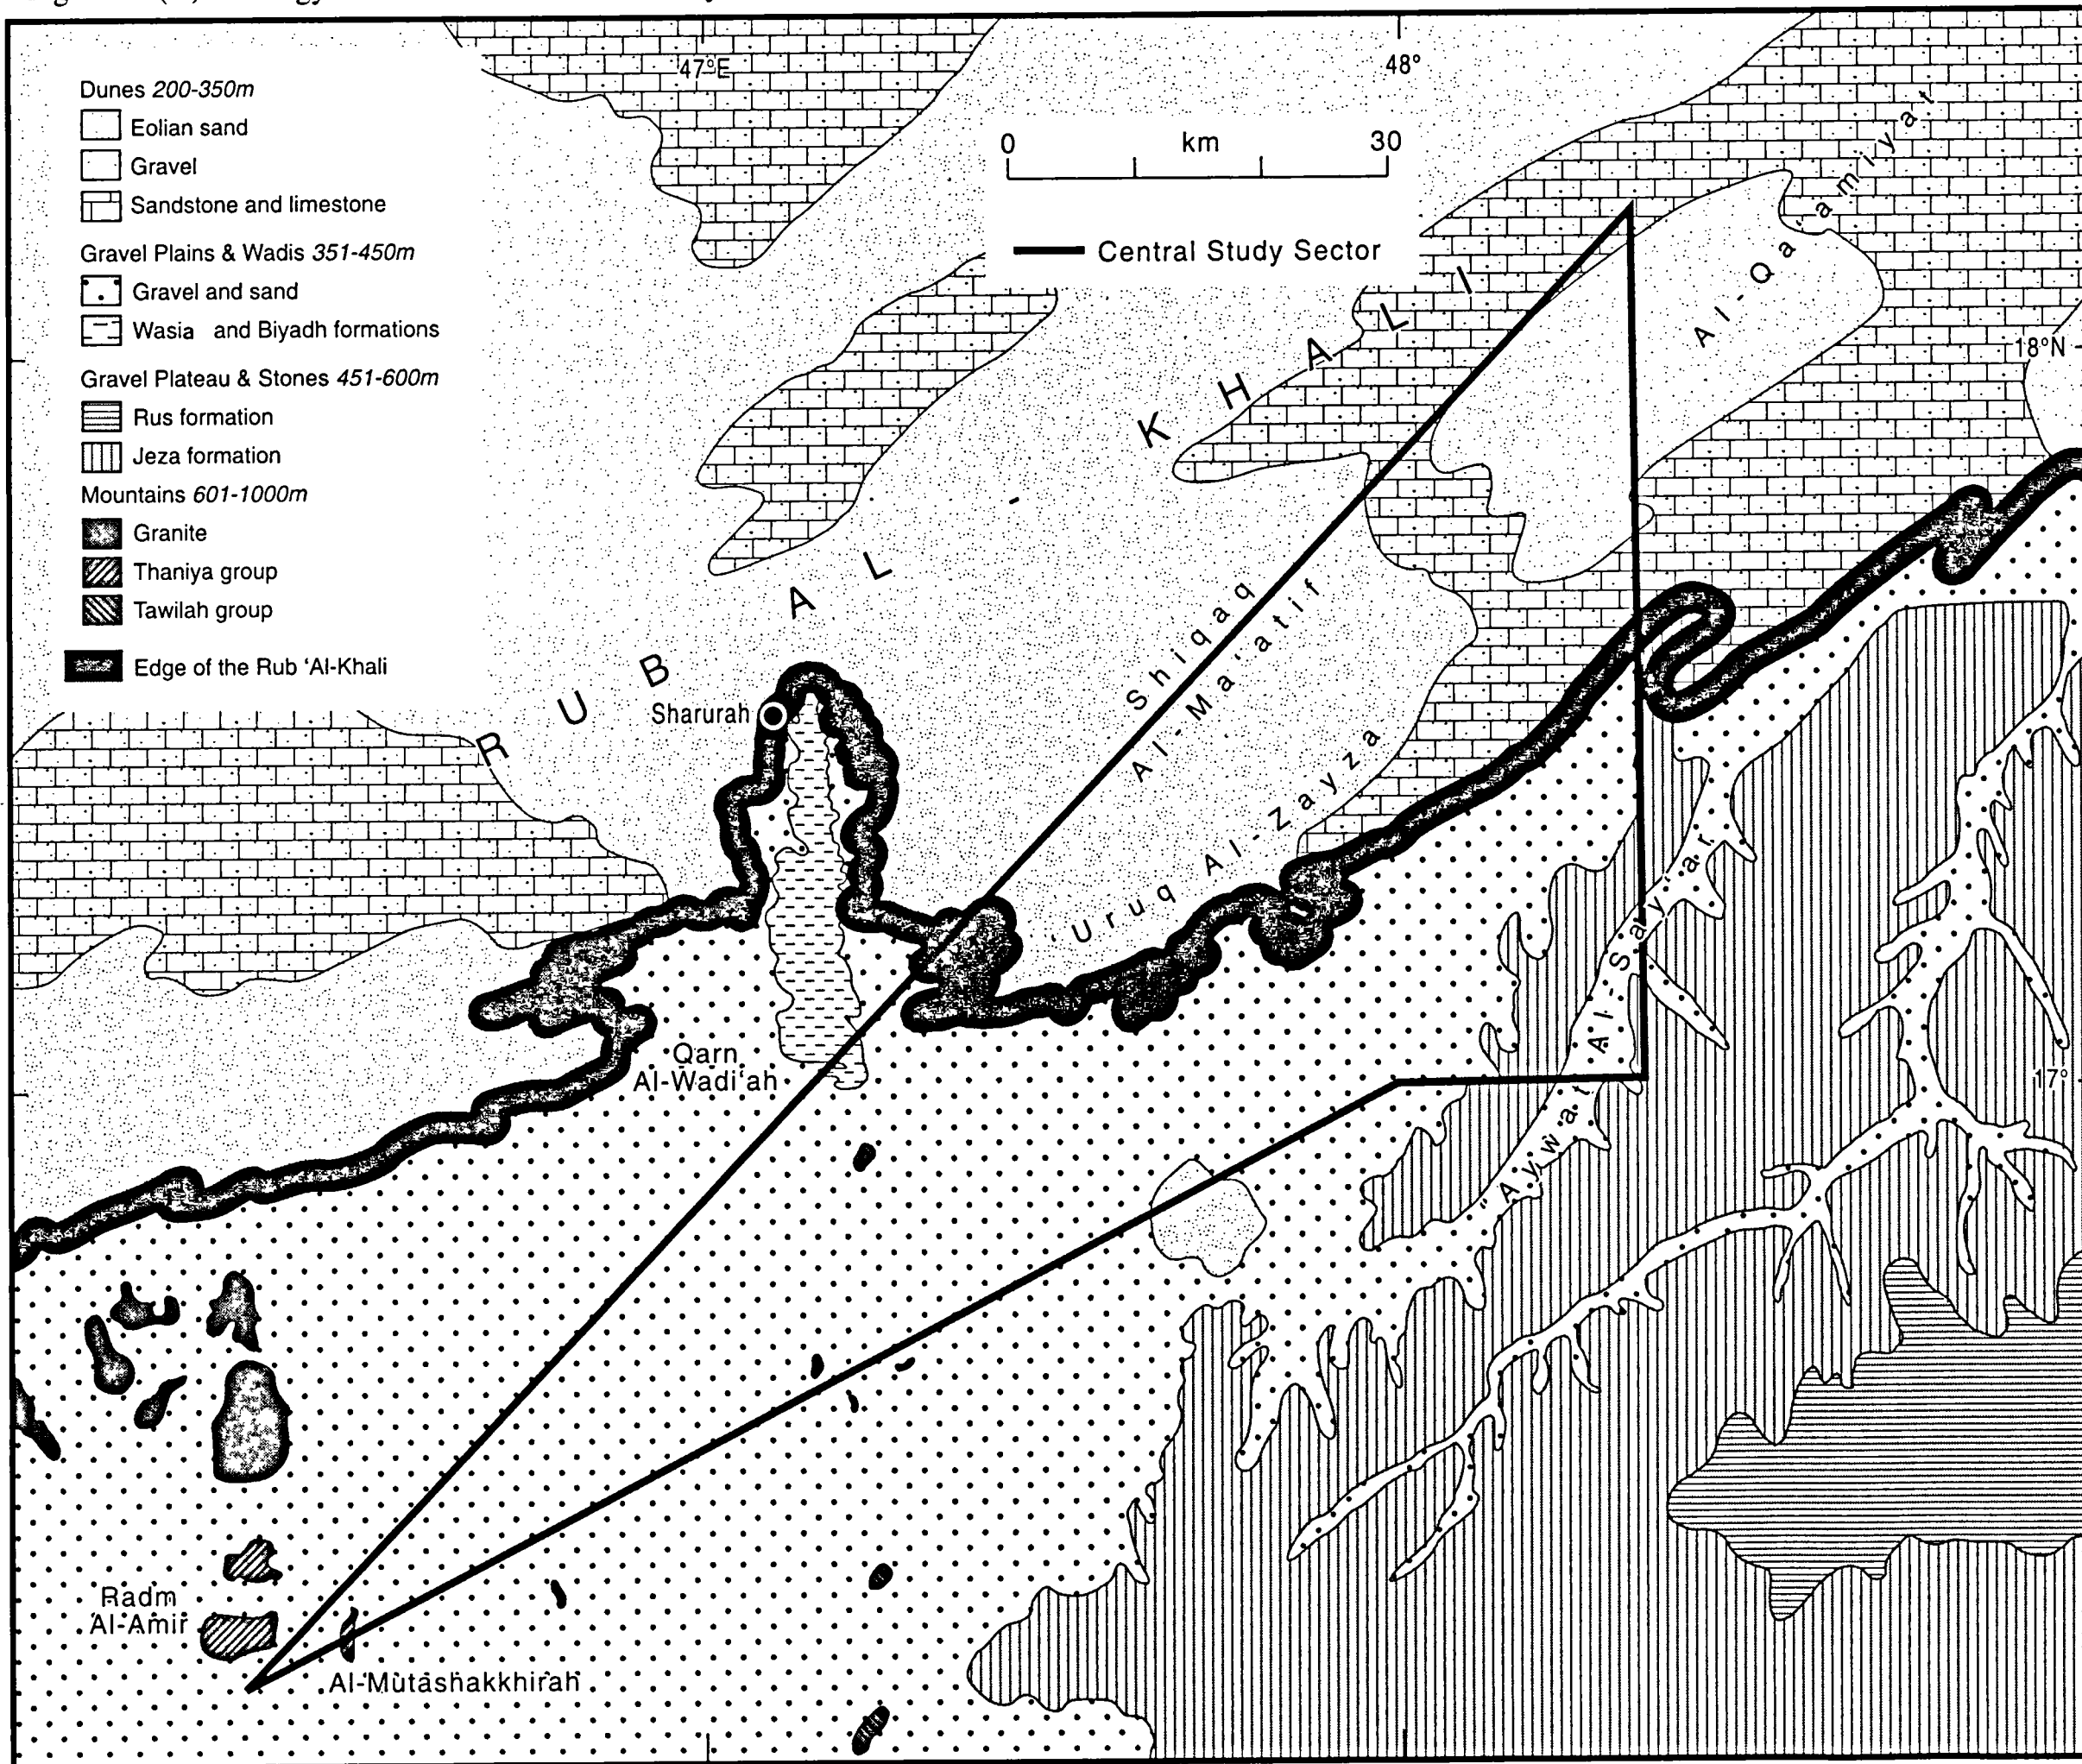 47°E
48°
Dunes 200-350m
Eolian sand
Gravel
Sandstone and limestone
Gravel Plains & Wadis 351-450m
Gravel and sand
Wasia and Biyadh formations
Gravel Plateau & Stones 451-600m
Rus formation
Jeza formation
Mountains 601-1000m
Granite
Thaniya group
Tawilah group
Edge of the Rub ‘Al-Khali
0 km 30
Central Study Sector
RUB AL - KHALI
Al-Qa‘amiyat
18°N
Shiqaq
Al-Ma‘atif
Sharurah
‘Uruq Al-Zayza
Qarn
Al-Wadi‘ah
‘Aywat Al-Say‘ar
17°
Radm
Al-Amir
Al-Mutashakkhirah